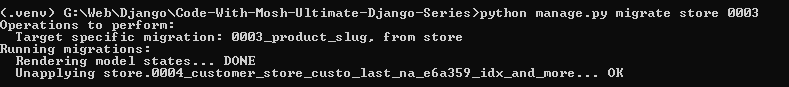 (.venv) G:\Web\Django\Code-With-Mosh-Ultimate-Django-Series>python manage.py migrate store 0003
Operations to perform:
  Target specific migration: 0003_product_slug, from store
Running migrations:
  Rendering model states... DONE
  Unapplying store.0004_customer_store_custo_last_na_e6a359_idx_and_more... OK